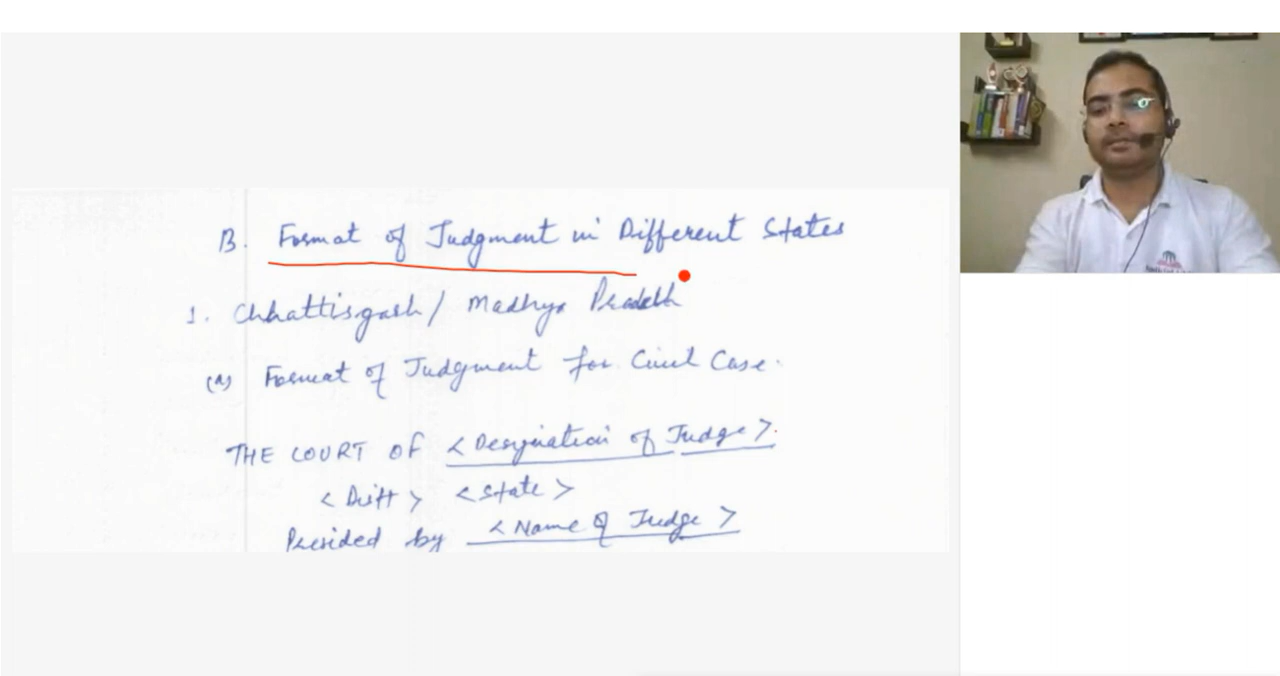 B. Format of Judgment in Different States
1. Chhattisgarh / Madhya Pradesh
(a) Format of Judgment for Civil Case.
THE COURT OF < Designation of Judge >.
< Distt > < State >
Presided by < Name of Judge >